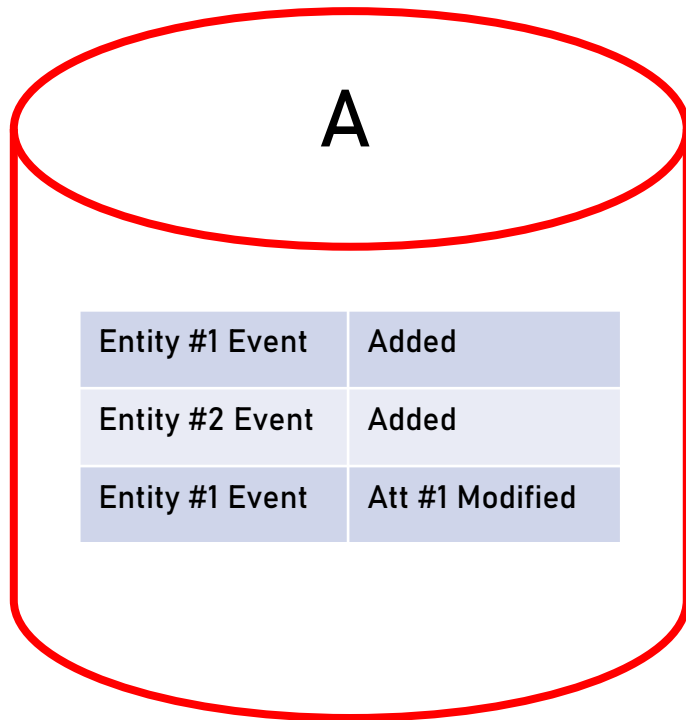 A
Entity #1 Event Added
Entity #2 Event Added
Entity #1 Event Att #1 Modified